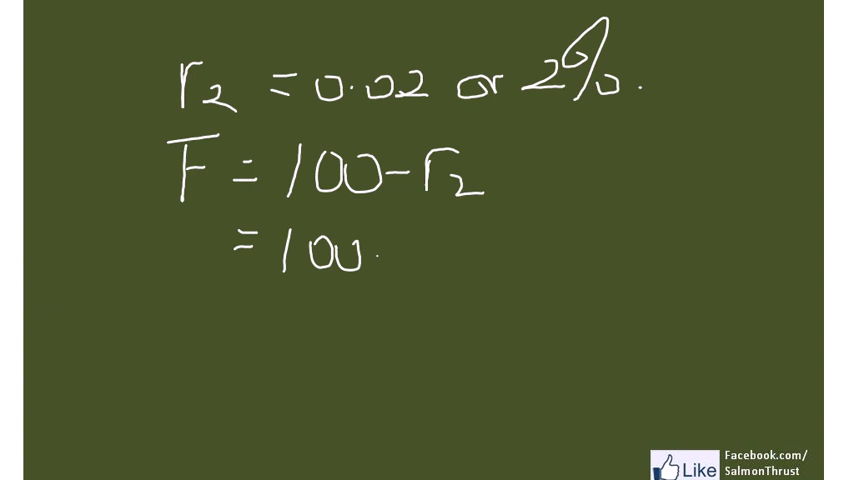 r₂ = 0.02 or 2%.
F = 100 - r₂
= 100.
Like
Facebook.com/
SalmonThrust